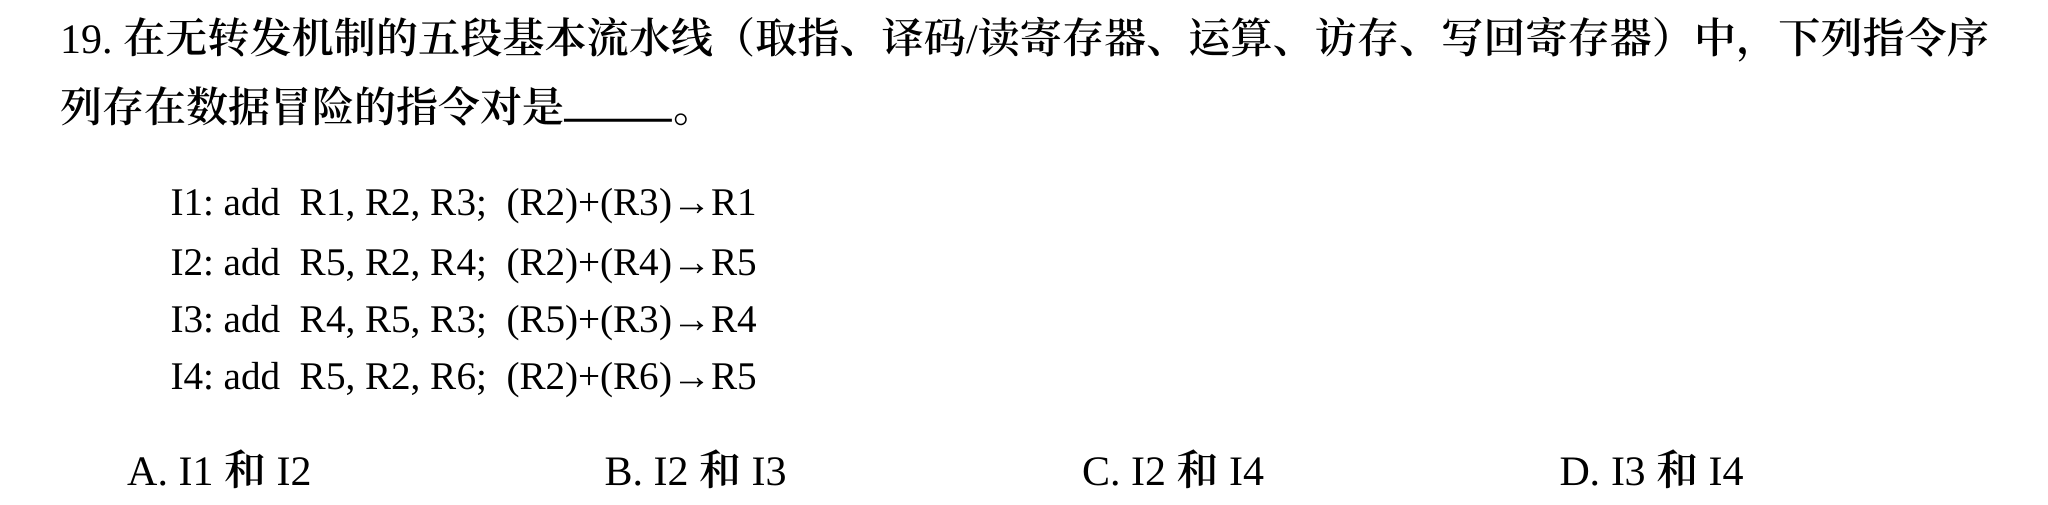 19. 在无转发机制的五段基本流水线（取指、译码/读寄存器、运算、访存、写回寄存器）中，下列指令序
列存在数据冒险的指令对是_____。
I1: add R1, R2, R3; (R2)+(R3)→R1
I2: add R5, R2, R4; (R2)+(R4)→R5
I3: add R4, R5, R3; (R5)+(R3)→R4
I4: add R5, R2, R6; (R2)+(R6)→R5
A. I1 和 I2 B. I2 和 I3 C. I2 和 I4 D. I3 和 I4